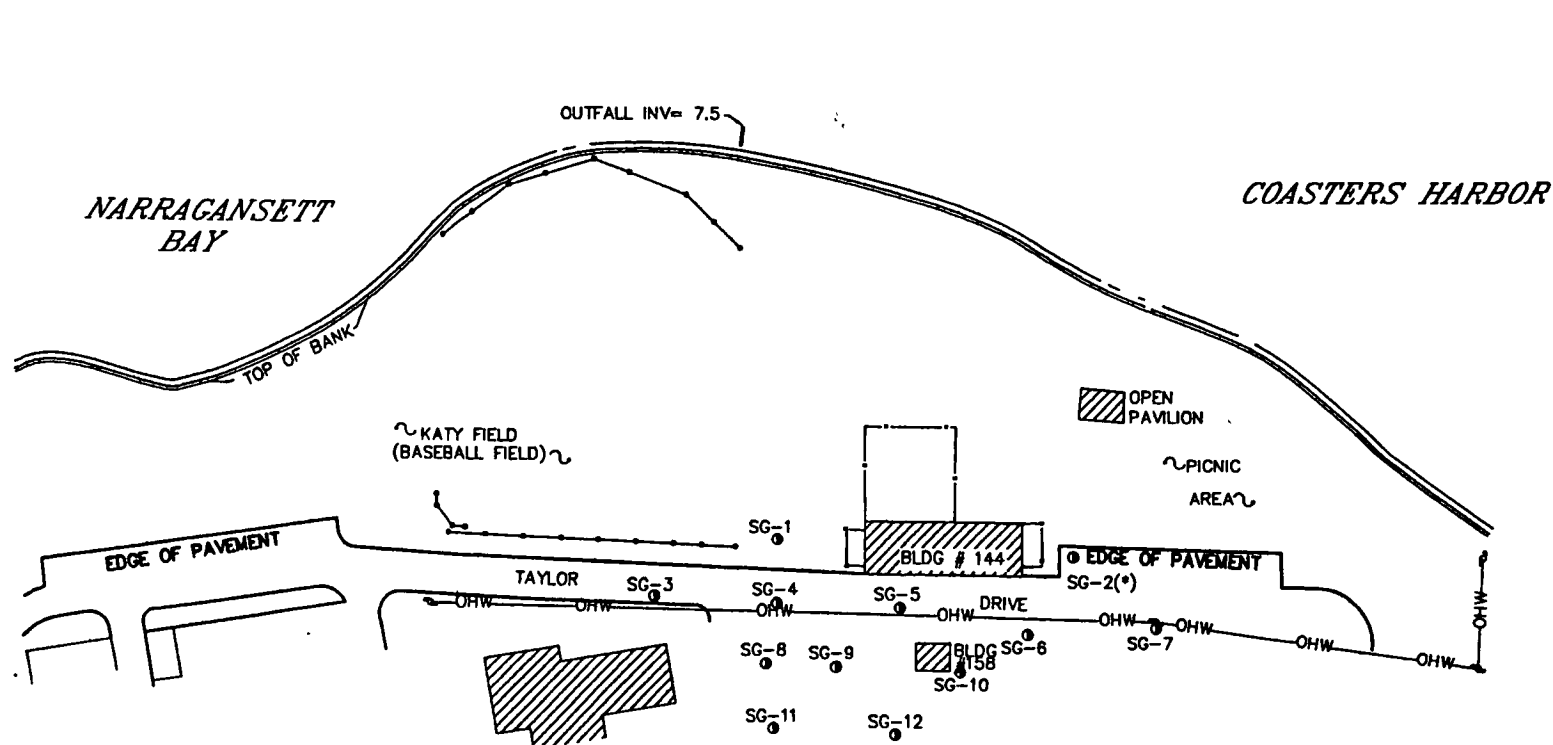 OUTFALL INV= 7.5
NARRAGANSETT
BAY
COASTERS HARBOR
TOP OF BANK
OPEN
PAVILION
KATY FIELD
(BASEBALL FIELD)
PICNIC
AREA
SG-1
EDGE OF PAVEMENT
BLDG # 144
EDGE OF PAVEMENT
TAYLOR
SG-3
SG-4
SG-5
SG-2(*)
DRIVE
OHW
OHW
OHW
OHW
OHW
OHW
OHW
OHW
OHW
SG-8
SG-9
BLDG
#158
SG-6
SG-7
SG-10
SG-11
SG-12